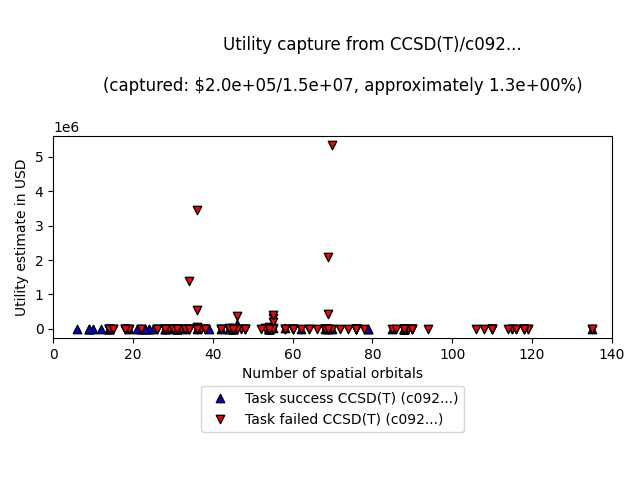 Utility capture from CCSD(T)/c092...
(captured: $2.0e+05/1.5e+07, approximately 1.3e+00%)
1e6
5
4
3
2
1
0
Utility estimate in USD
0 20 40 60 80 100 120 140
Number of spatial orbitals
Task success CCSD(T) (c092...)
Task failed CCSD(T) (c092...)